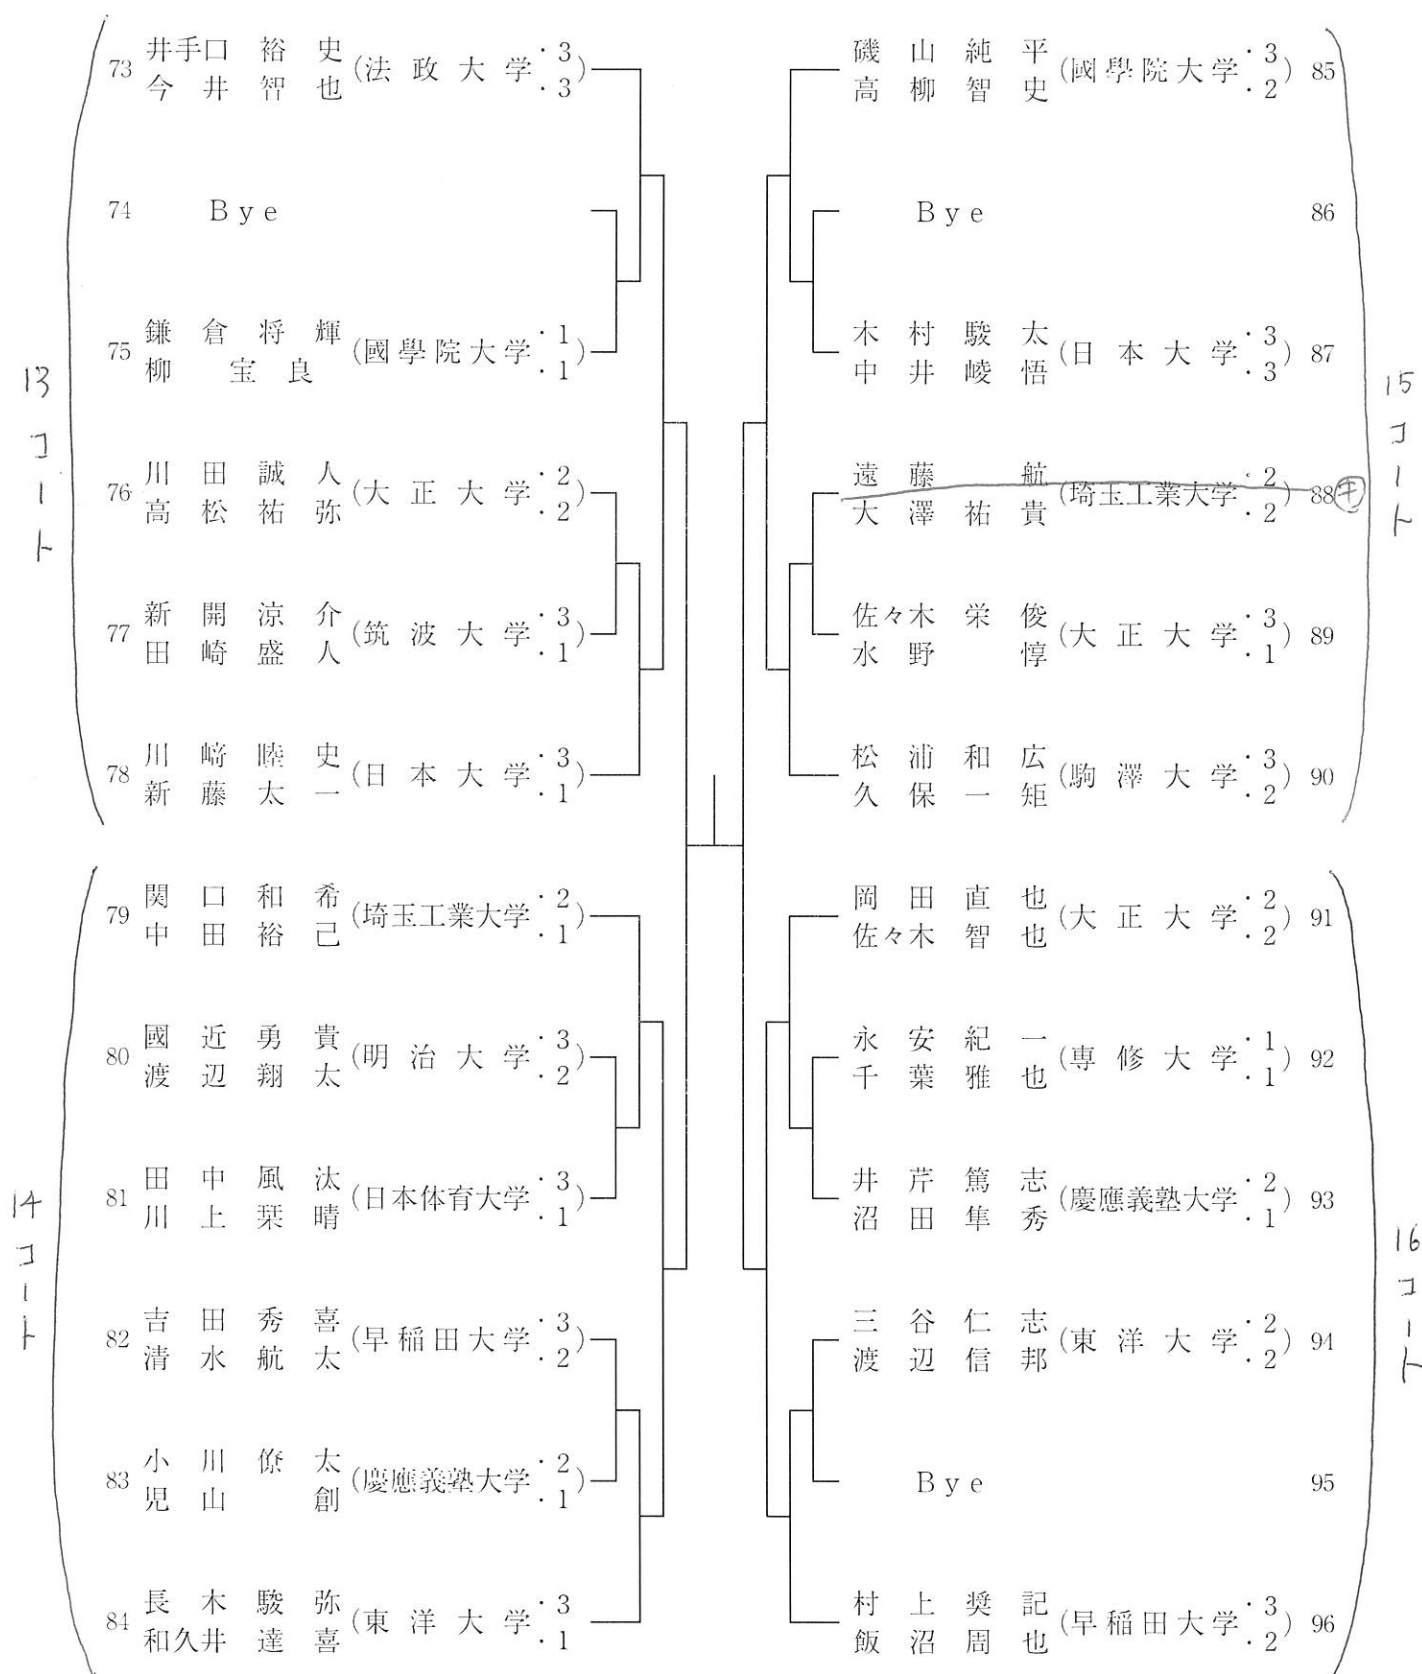 13コート
73 井手口 裕史 (法政大学・3)
今井智也 ・3
74 Bye
75 鎌倉将輝 (國學院大学・1)
柳 宝良 ・1
76 川田誠人 (大正大学・2)
高松祐弥 ・2
77 新開涼介 (筑波大学・3)
田崎盛人 ・1
78 川﨑睦史 (日本大学・3)
新藤太一 ・1
14コート
79 関口和希 (埼玉工業大学・2)
中田裕己 ・1
80 國近勇貴 (明治大学・3)
渡辺翔太 ・2
81 田中風汰 (日本体育大学・3)
川上栞晴 ・1
82 吉田秀喜 (早稲田大学・3)
清水航太 ・2
83 小川僚太 (慶應義塾大学・2)
児山 創 ・1
84 長木駿弥 (東洋大学・3)
和久井 達喜 ・1
15コート
磯山純平 (國學院大学・3) 85
高柳智史 ・2
Bye 86
木村駿太 (日本大学・3) 87
中井崚悟 ・3
遠藤 航 (埼玉工業大学・2) 88 キ
大澤祐貴 ・2
佐々木 栄俊 (大正大学・3) 89
水野 惇 ・1
松浦和広 (駒澤大学・3) 90
久保一矩 ・2
16コート
岡田直也 (大正大学・2) 91
佐々木 智也 ・2
永安紀一 (専修大学・1) 92
千葉雅也 ・1
井芹篤志 (慶應義塾大学・2) 93
沼田隼秀 ・1
三谷仁志 (東洋大学・2) 94
渡辺信邦 ・2
Bye 95
村上奨記 (早稲田大学・3) 96
飯沼周也 ・2